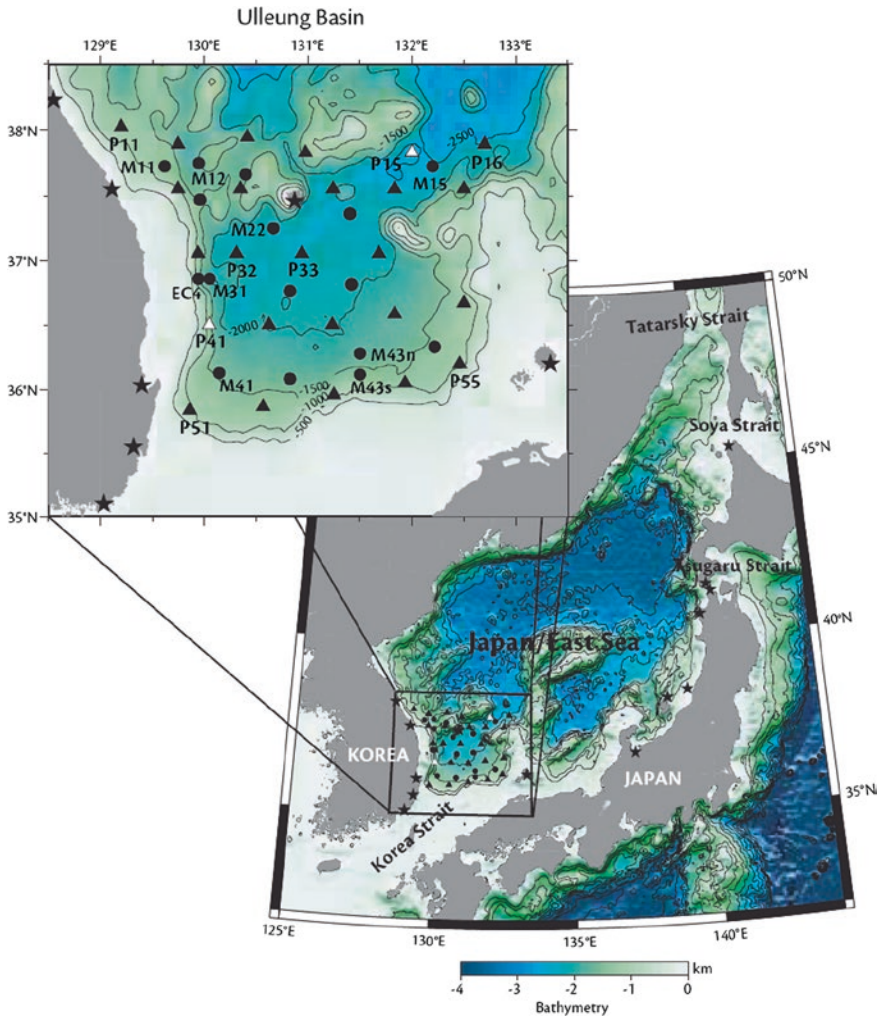 Ulleung Basin
129°E 130°E 131°E 132°E 133°E
38°N
37°N
36°N
35°N
P11
M11
M12
-1500
P15
-2500
M15
P16
M22
P32
P33
EC4
M31
P41
-2000
M41
M43n
M43s
P55
P51
-1500
-1000
-500
50°N
Tatarsky Strait
Soya Strait
45°N
Tsugaru Strait
40°N
Japan/East Sea
KOREA
JAPAN
35°N
Korea Strait
125°E
130°E
135°E
140°E
km
-4 -3 -2 -1 0
Bathymetry